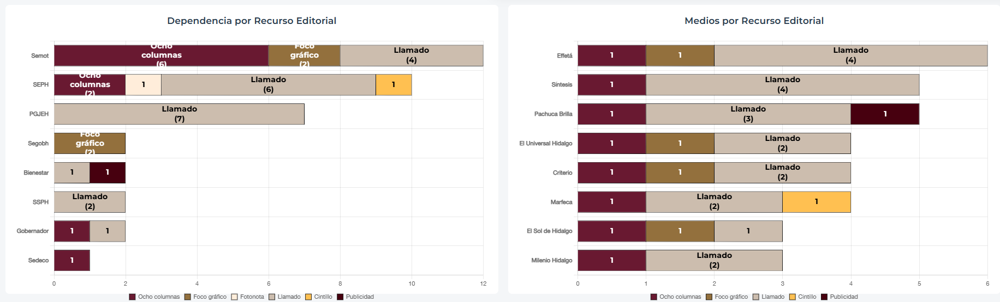 Dependencia por Recurso Editorial
Semot
Ocho
columnas
(6)
Foco
gráfico
(2)
Llamado
(4)
SEPH
Ocho
columnas
(2)
1
Llamado
(6)
1
PGJEH
Llamado
(7)
Segobh
Foco
gráfico
(2)
Bienestar
1
1
SSPH
Llamado
(2)
Gobernador
1
1
Sedeco
1
0 2 4 6 8 10 12
Ocho columnas Foco gráfico Fotonota Llamado Cintillo Publicidad
Medios por Recurso Editorial
Effetá
1
1
Llamado
(4)
Síntesis
1
Llamado
(4)
Pachuca Brilla
1
Llamado
(3)
1
El Universal Hidalgo
1
1
Llamado
(2)
Criterio
1
1
Llamado
(2)
Marfeca
1
Llamado
(2)
1
El Sol de Hidalgo
1
1
1
Milenio Hidalgo
1
Llamado
(2)
0 1 2 3 4 5 6
Ocho columnas Foco gráfico Llamado Cintillo Publicidad